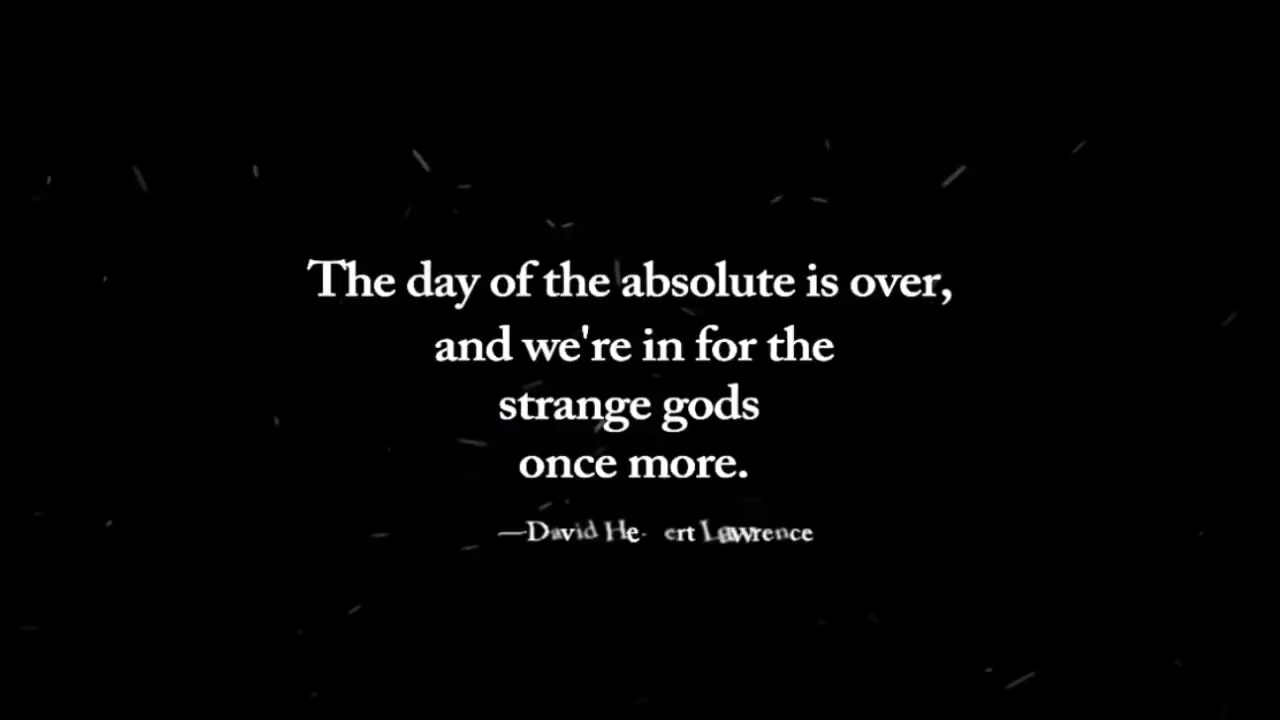 The day of the absolute is over,
and we're in for the
strange gods
once more.
—David He ert Lawrence